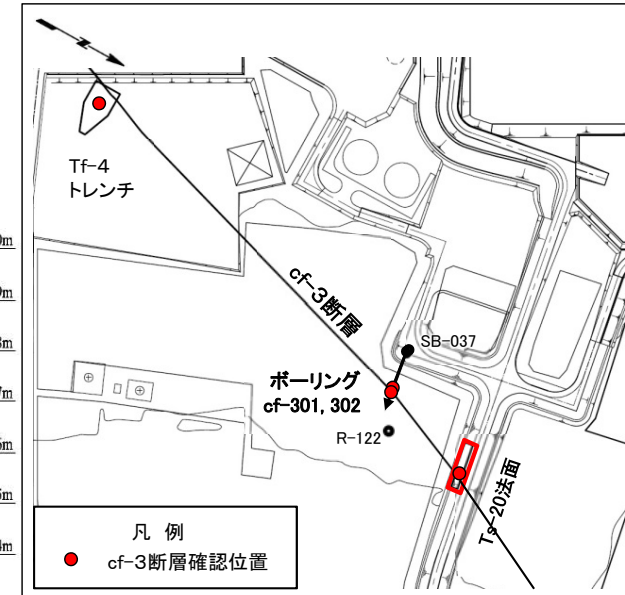 N
Tf-4
トレンチ
cf-3断層
SB-037
ボーリング
cf-301, 302
R-122
Ts-20法面
凡 例
cf-3断層確認位置